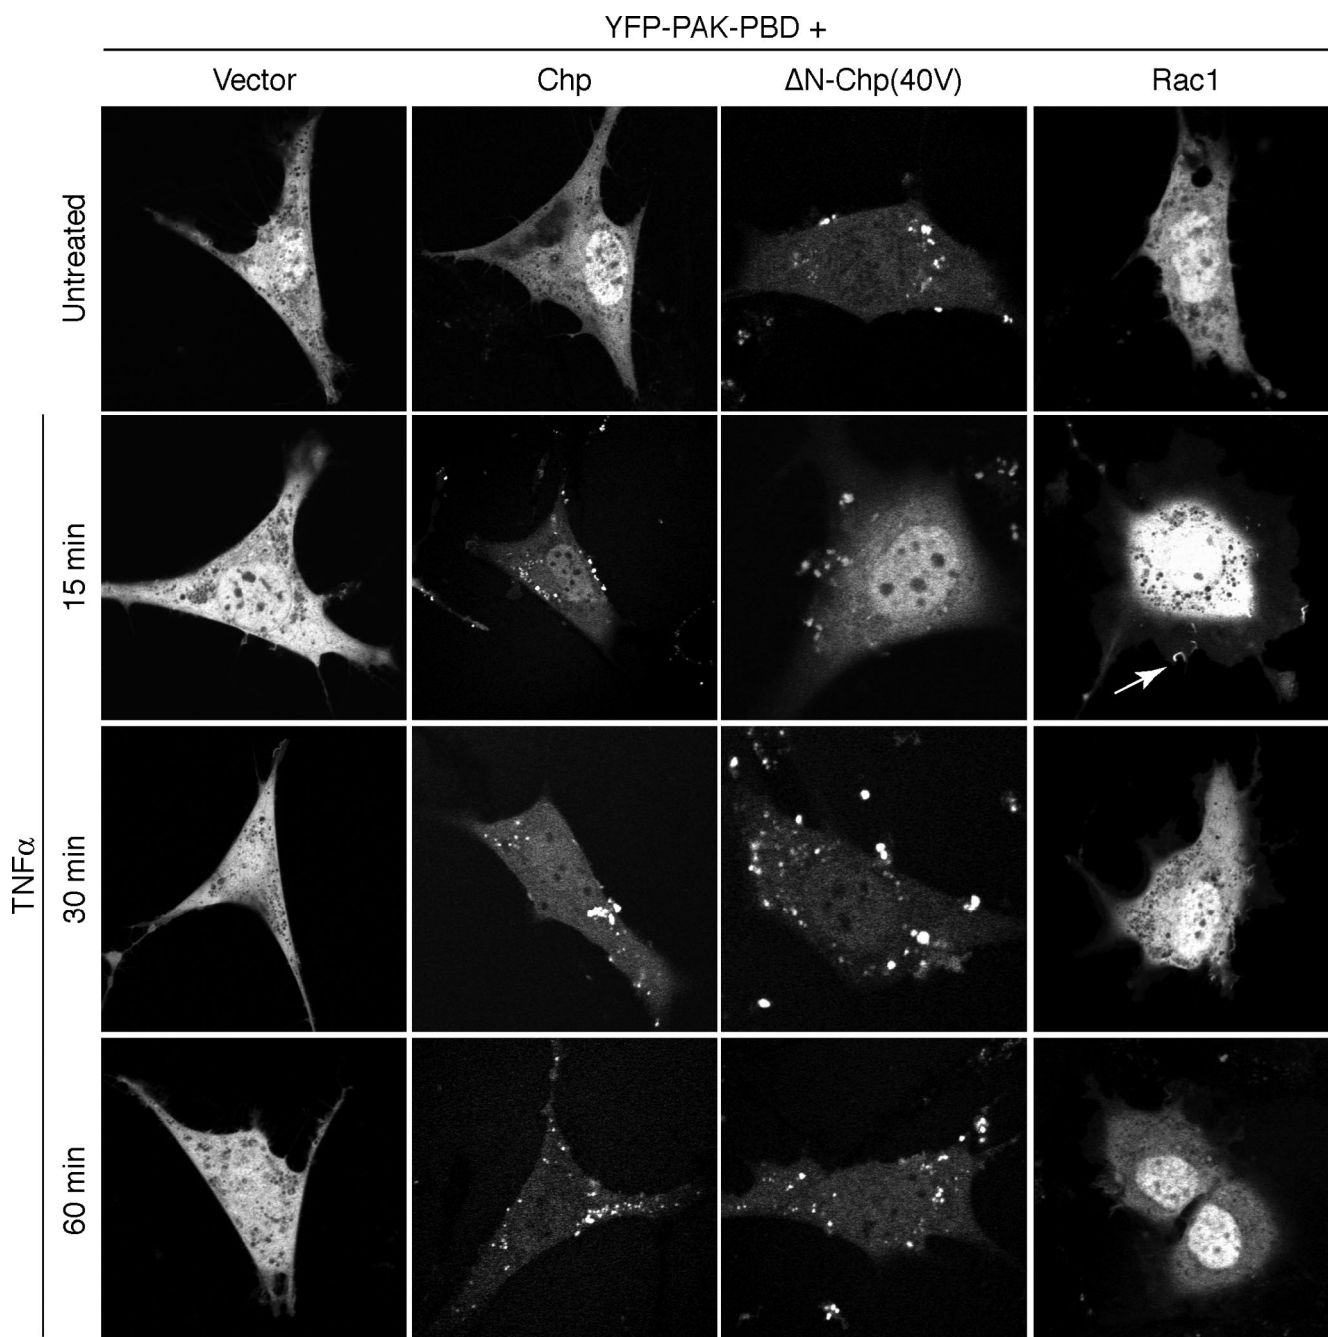 YFP-PAK-PBD +
Vector
Chp
ΔN-Chp(40V)
Rac1
Untreated
TNFα
15 min
30 min
60 min